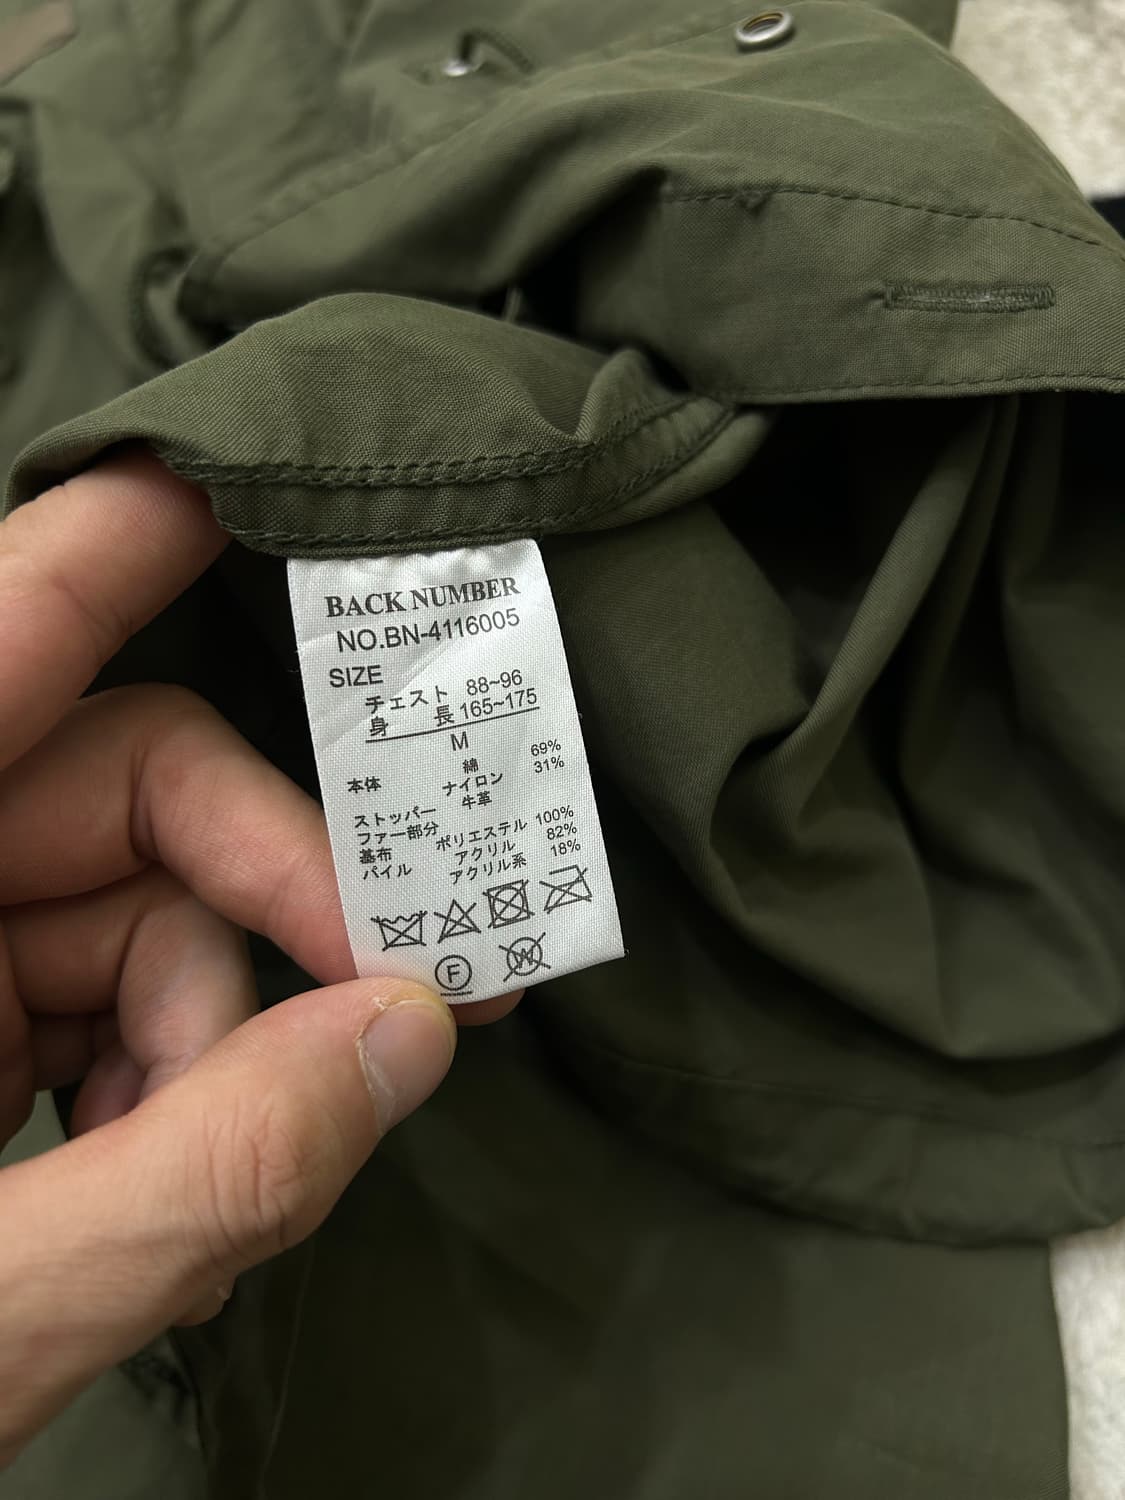 BACK NUMBER
NO.BN-4116005
SIZE
チェスト 88~96
身 長 165~175
M
本体 綿 69%
ナイロン 31%
ストッパー 牛革
ファー部分
基布 ポリエステル 100%
パイル アクリル 82%
アクリル系 18%
F W